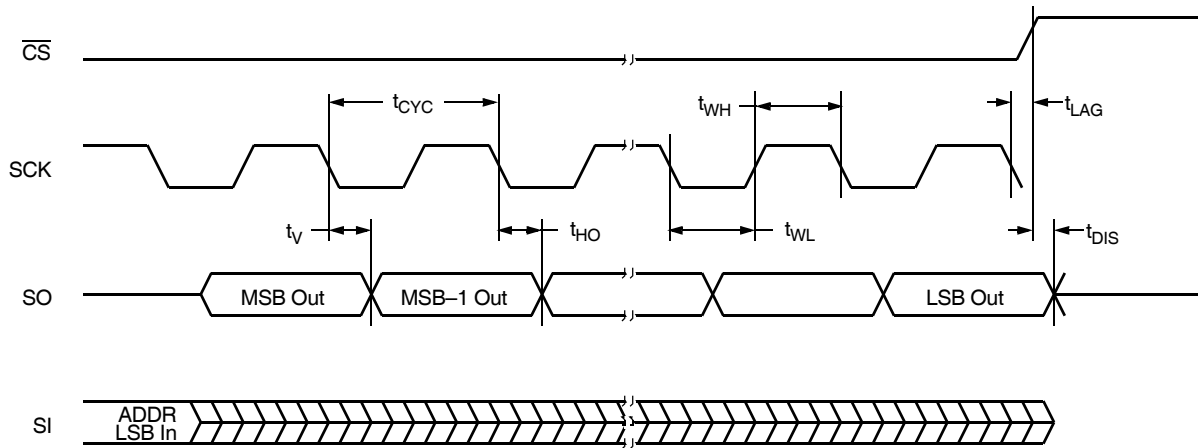 CS
tCYC
tWH
tLAG
SCK
tV
tHO
tWL
tDIS
SO
MSB Out
MSB–1 Out
LSB Out
SI
ADDR
LSB In